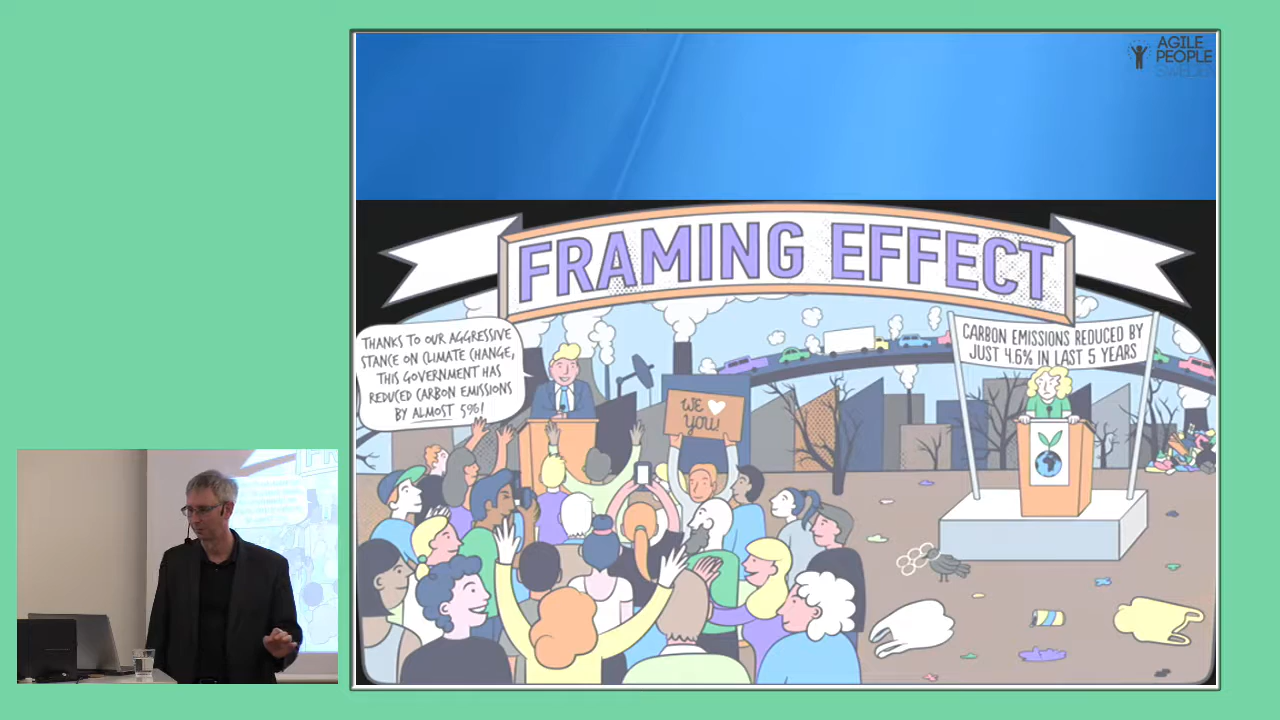 AGILE
PEOPLE
SWEDEN
FRAMING EFFECT
THANKS TO OUR AGGRESSIVE
STANCE ON CLIMATE CHANGE,
THIS GOVERNMENT HAS
REDUCED CARBON EMISSIONS
BY ALMOST 5%!
WE
YOU!
CARBON EMISSIONS REDUCED BY
JUST 4.6% IN LAST 5 YEARS